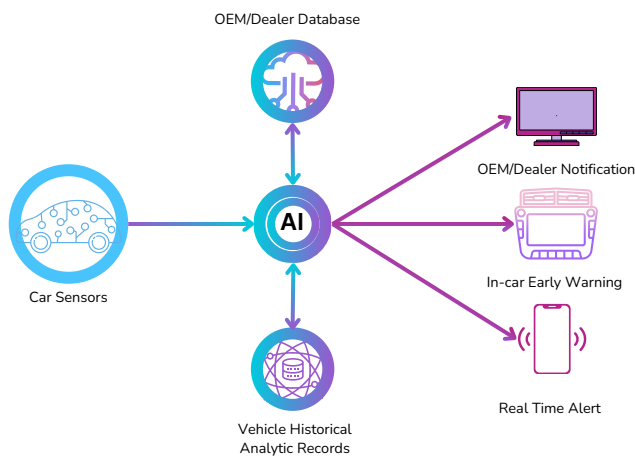 OEM/Dealer Database
AI
OEM/Dealer Notification
Car Sensors
In-car Early Warning
Real Time Alert
Vehicle Historical
Analytic Records